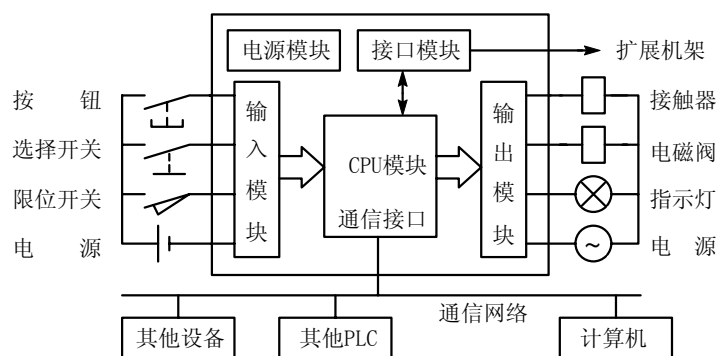 电源模块
接口模块
扩展机架
按 钮
选择开关
限位开关
电 源
输入模块
CPU模块
通信接口
输出模块
接触器
电磁阀
指示灯
~
电 源
通信网络
其他设备
其他PLC
计算机